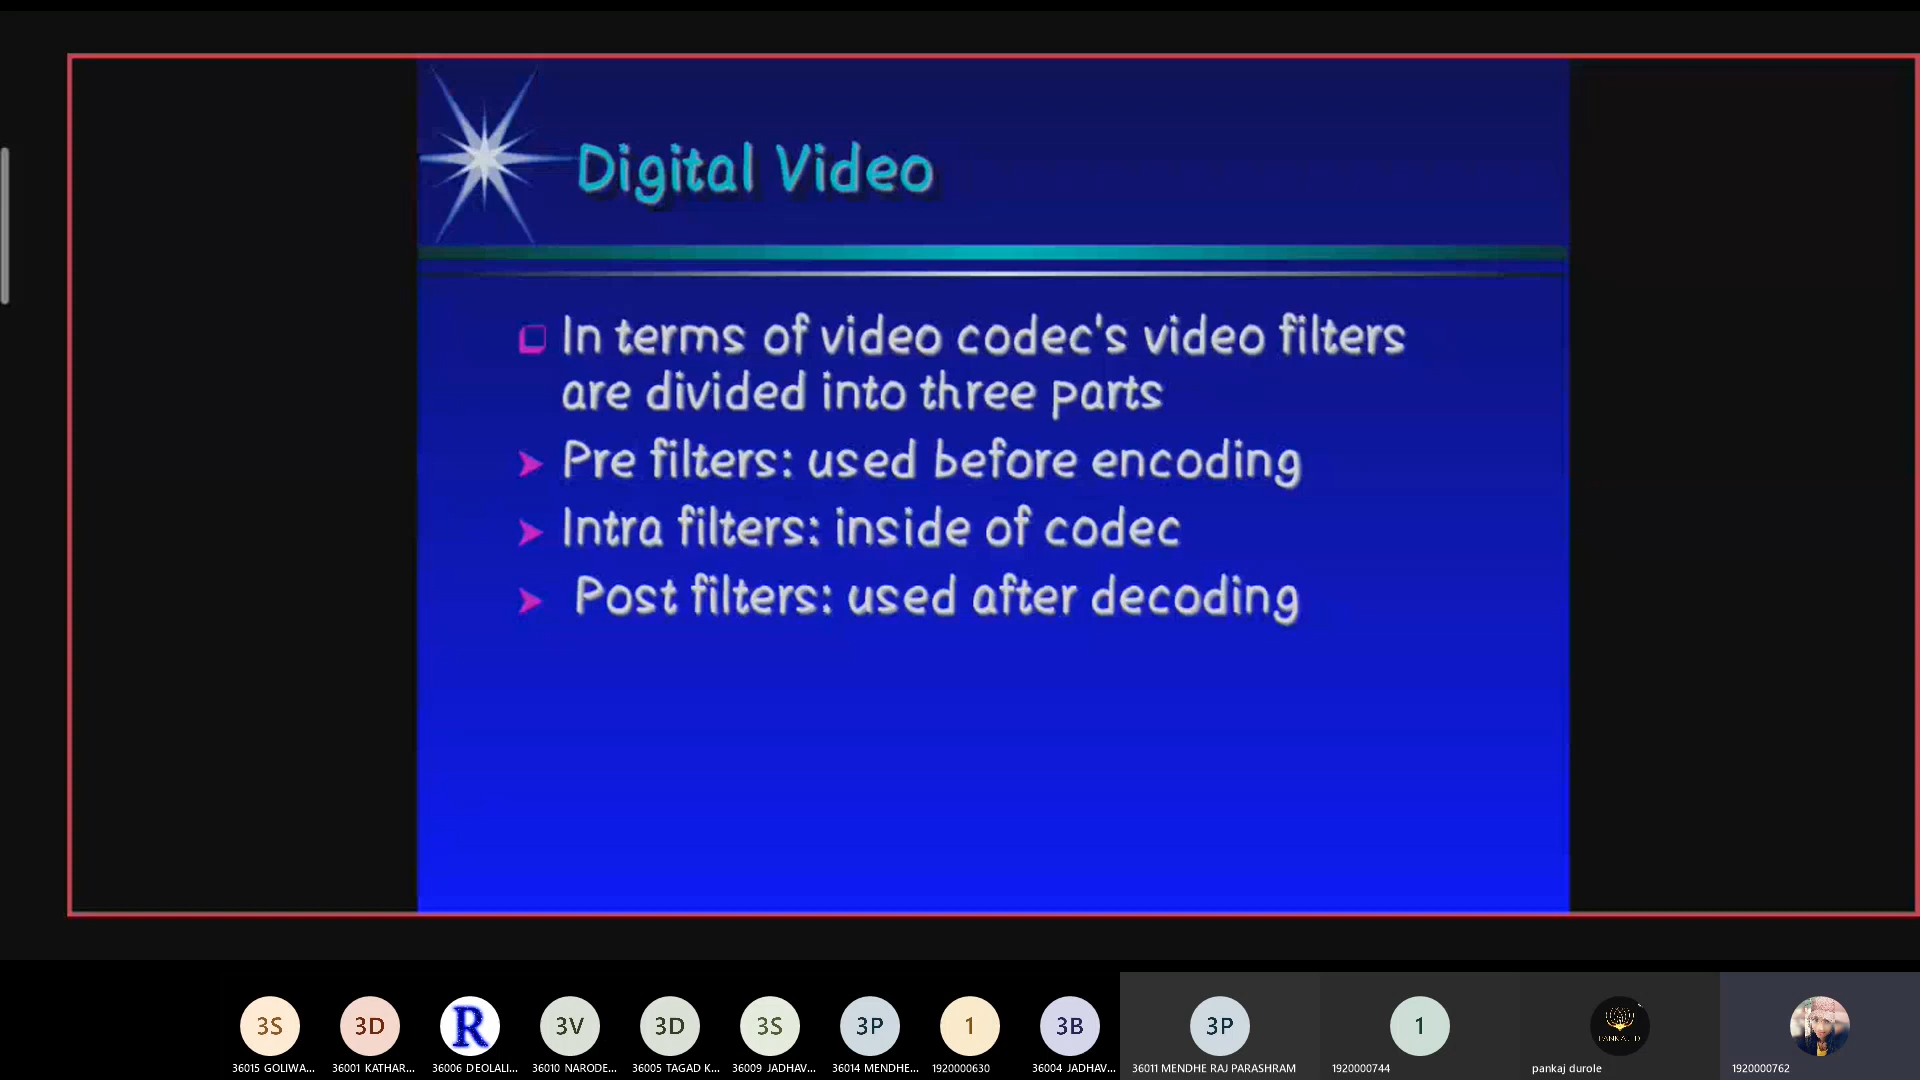 Digital Video
In terms of video codec's video filters
are divided into three parts
Pre filters: used before encoding
Intra filters: inside of codec
Post filters: used after decoding
3S
3D
R
3V
3D
3S
3P
1
3B
3P
1
PANKAJ D
36015 GOLIWA...
36001 KATHAR...
36006 DEOLALI...
36010 NARODE...
36005 TAGAD K...
36009 JADHAV...
36014 MENDHE...
1920000630
36004 JADHAV...
36011 MENDHE RAJ PARASHRAM
1920000744
pankaj durole
1920000762